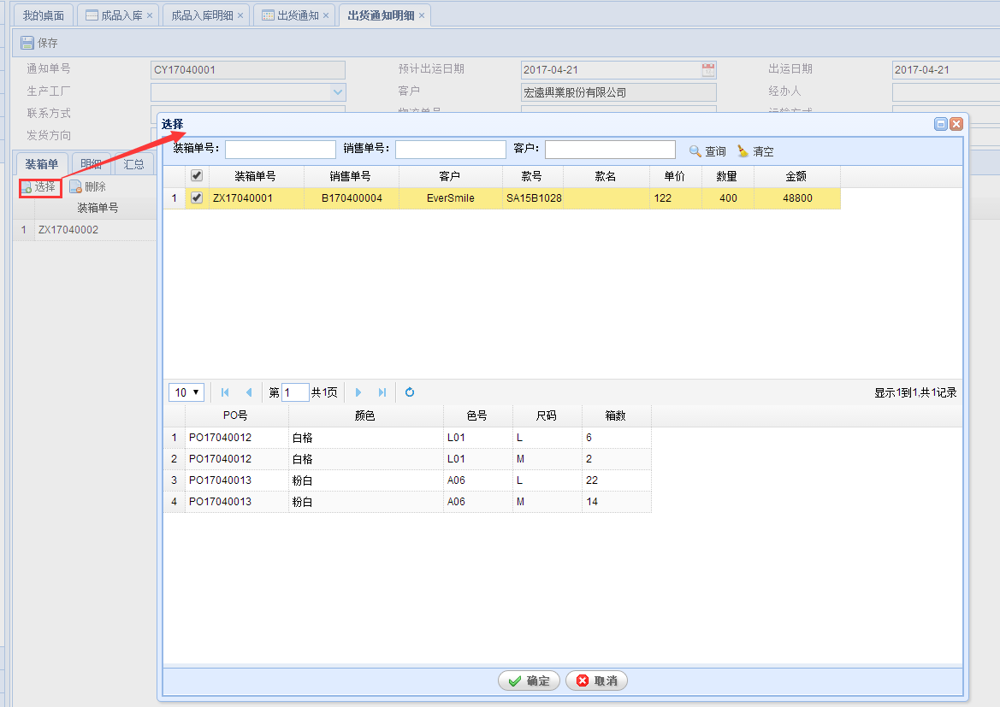 我的桌面 成品入库 成品入库明细 出货通知 出货通知明细
保存
通知单号 CY17040001 预计出运日期 2017-04-21 出运日期 2017-04-21
生产工厂 客户 宏遠興業股份有限公司 经办人
联系方式 物流单号 运输方式
发货方向
装箱单 明细 汇总
选择 删除
装箱单号
1 ZX17040002
选择
装箱单号: 销售单号: 客户: 查询 清空
装箱单号 销售单号 客户 款号 款名 单价 数量 金额
1 ZX17040001 B170400004 EverSmile SA15B1028 122 400 48800
10 第 1 共1页 显示1到1,共1记录
PO号 颜色 色号 尺码 箱数
1 PO17040012 白格 L01 L 6
2 PO17040012 白格 L01 M 2
3 PO17040013 粉白 A06 L 22
4 PO17040013 粉白 A06 M 14
确定 取消